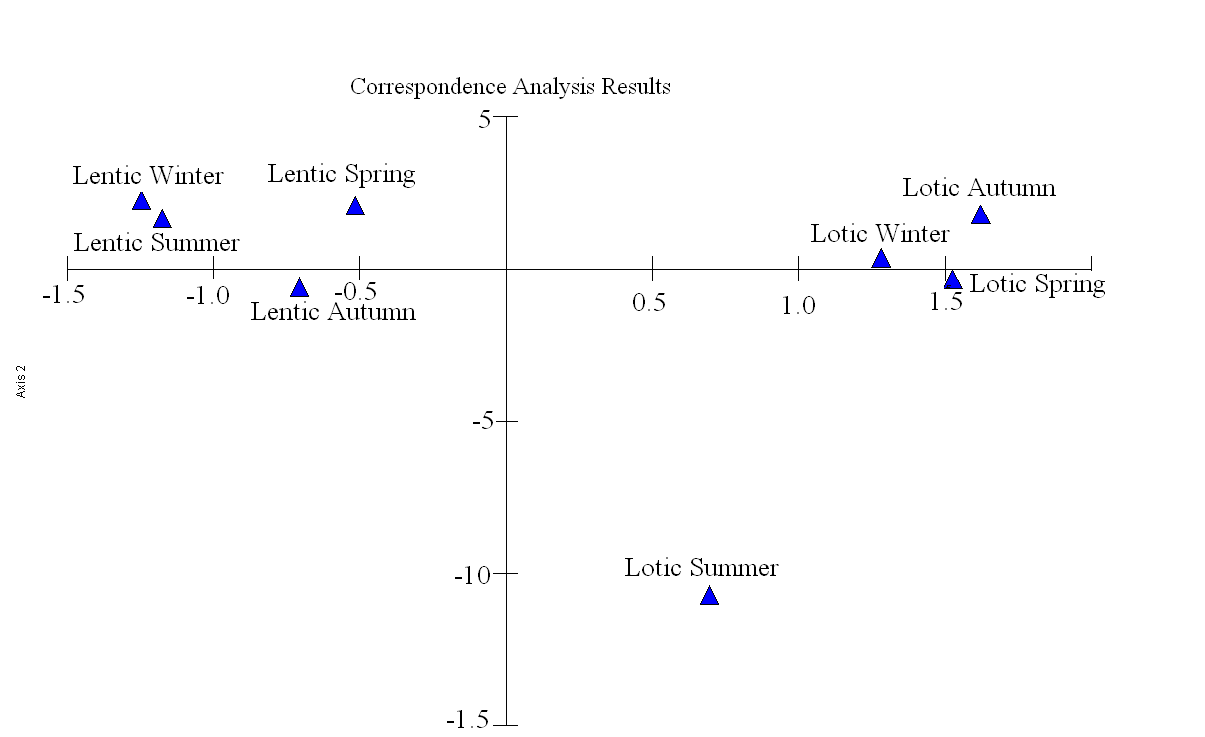 Correspondence Analysis Results
5
Lentic Winter
Lentic Spring
Lotic Autumn
Lotic Winter
Lentic Summer
-1.5
-1.0
-0.5
0.5
1.0
1.5
Lotic Spring
Lentic Autumn
Axis 2
-5
Lotic Summer
-10
-1.5